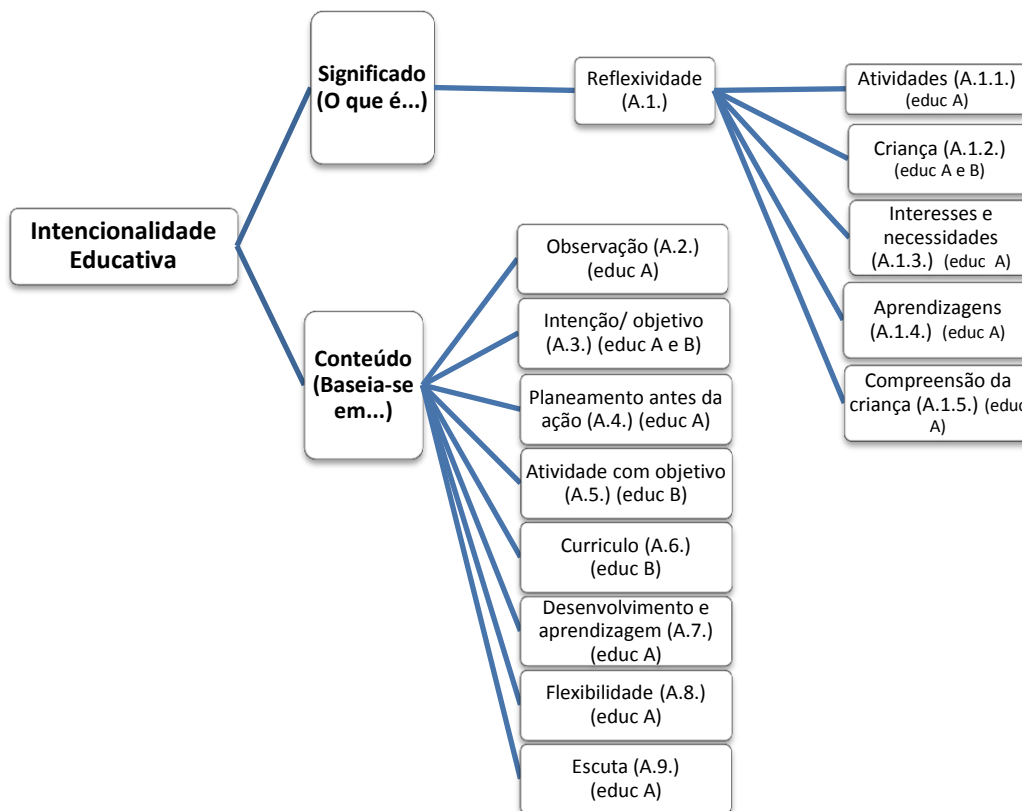 Intencionalidade
Educativa
Significado
(O que é...)
Reflexividade
(A.1.)
Atividades (A.1.1.)
(educ A)
Criança (A.1.2.)
(educ A e B)
Interesses e
necessidades
(A.1.3.) (educ A)
Aprendizagens
(A.1.4.) (educ A)
Compreensão da
criança (A.1.5.) (educ
A)
Conteúdo
(Baseia-se
em...)
Observação (A.2.)
(educ A)
Intenção/ objetivo
(A.3.) (educ A e B)
Planeamento antes da
ação (A.4.) (educ A)
Atividade com objetivo
(A.5.) (educ B)
Curriculo (A.6.)
(educ B)
Desenvolvimento e
aprendizagem (A.7.)
(educ A)
Flexibilidade (A.8.)
(educ A)
Escuta (A.9.)
(educ A)